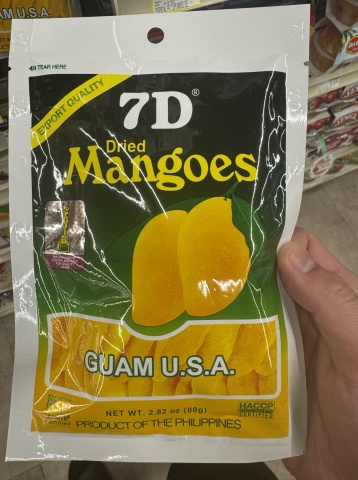 AM U.S.A.
TEAR HERE
EXPORT QUALITY
7D®
Dried
Mangoes
GUAM U.S.A.
HACCP
CERTIFIED
NET WT. 2.82 oz (80g)
PRODUCT OF THE PHILIPPINES